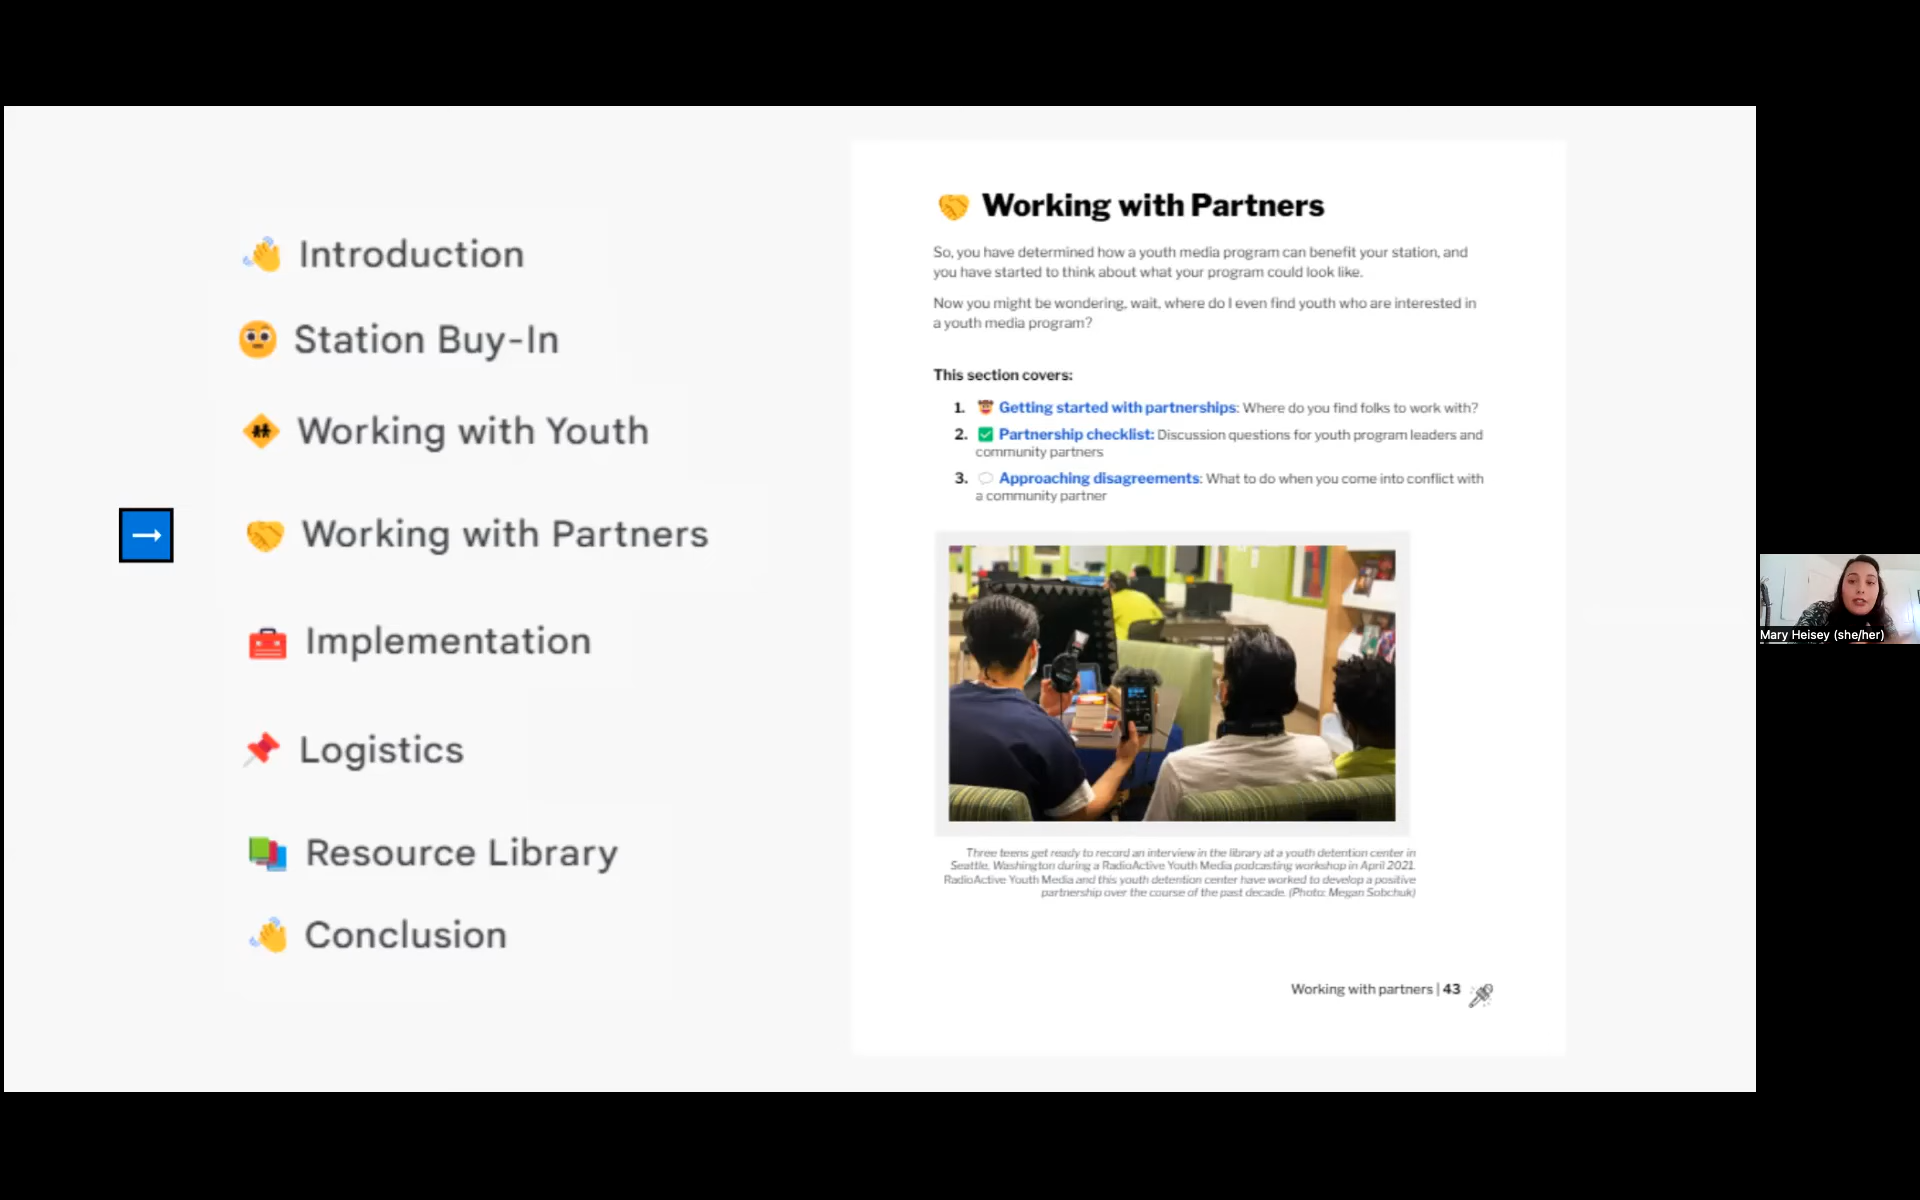 Introduction
Station Buy-In
Working with Youth
Working with Partners
Implementation
Logistics
Resource Library
Conclusion
Working with Partners
So, you have determined how a youth media program can benefit your station, and
you have started to think about what your program could look like.
Now you might be wondering, wait, where do I even find youth who are interested in
a youth media program?
This section covers:
1. Getting started with partnerships: Where do you find folks to work with?
2. Partnership checklist: Discussion questions for youth program leaders and
community partners
3. Approaching disagreements: What to do when you come into conflict with
a community partner
Three teens get ready to record an interview in the library at a youth detention center in
Seattle, Washington during a RadioActive Youth Media podcasting workshop in April 2021.
RadioActive Youth Media and this youth detention center have worked to develop a positive
partnership over the course of the past decade. (Photo: Megan Sobchuk)
Working with partners | 43
Mary Heisey (she/her)